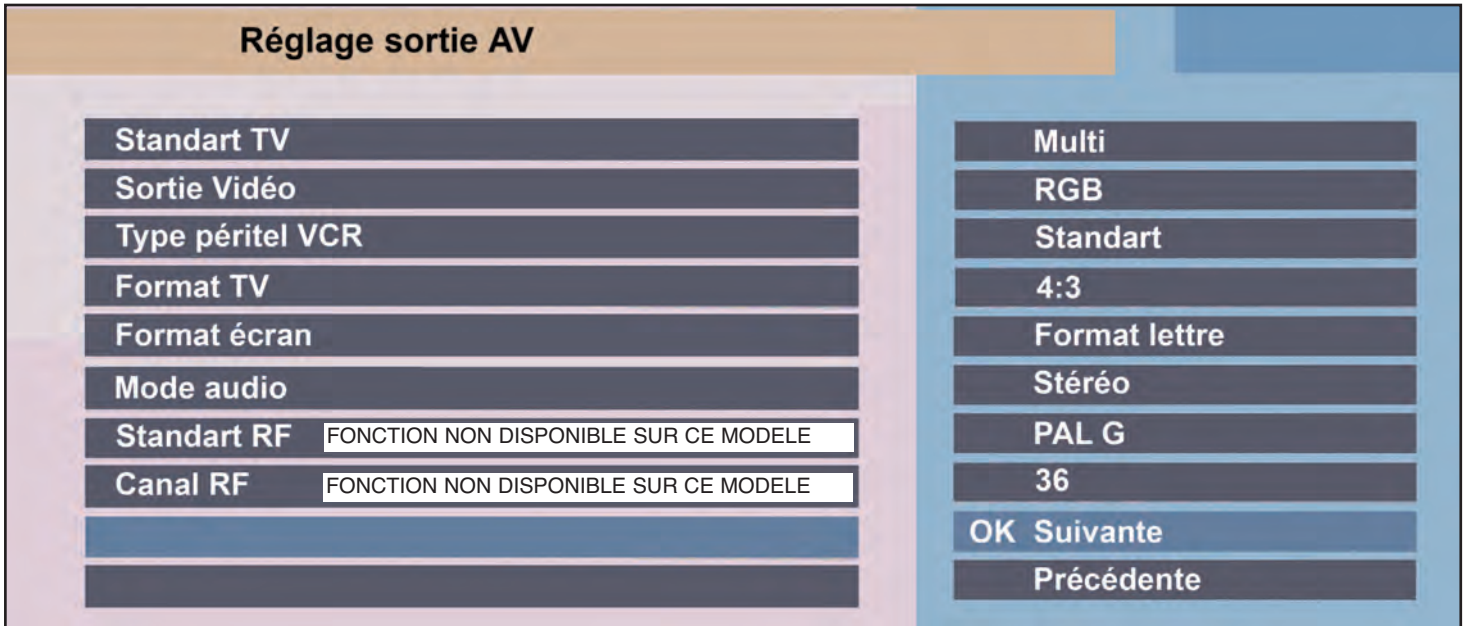 Réglage sortie AV
Standart TV Multi
Sortie Vidéo RGB
Type péritel VCR Standart
Format TV 4:3
Format écran Format lettre
Mode audio Stéréo
Standart RF FONCTION NON DISPONIBLE SUR CE MODELE PAL G
Canal RF FONCTION NON DISPONIBLE SUR CE MODELE 36
OK Suivante
Précédente